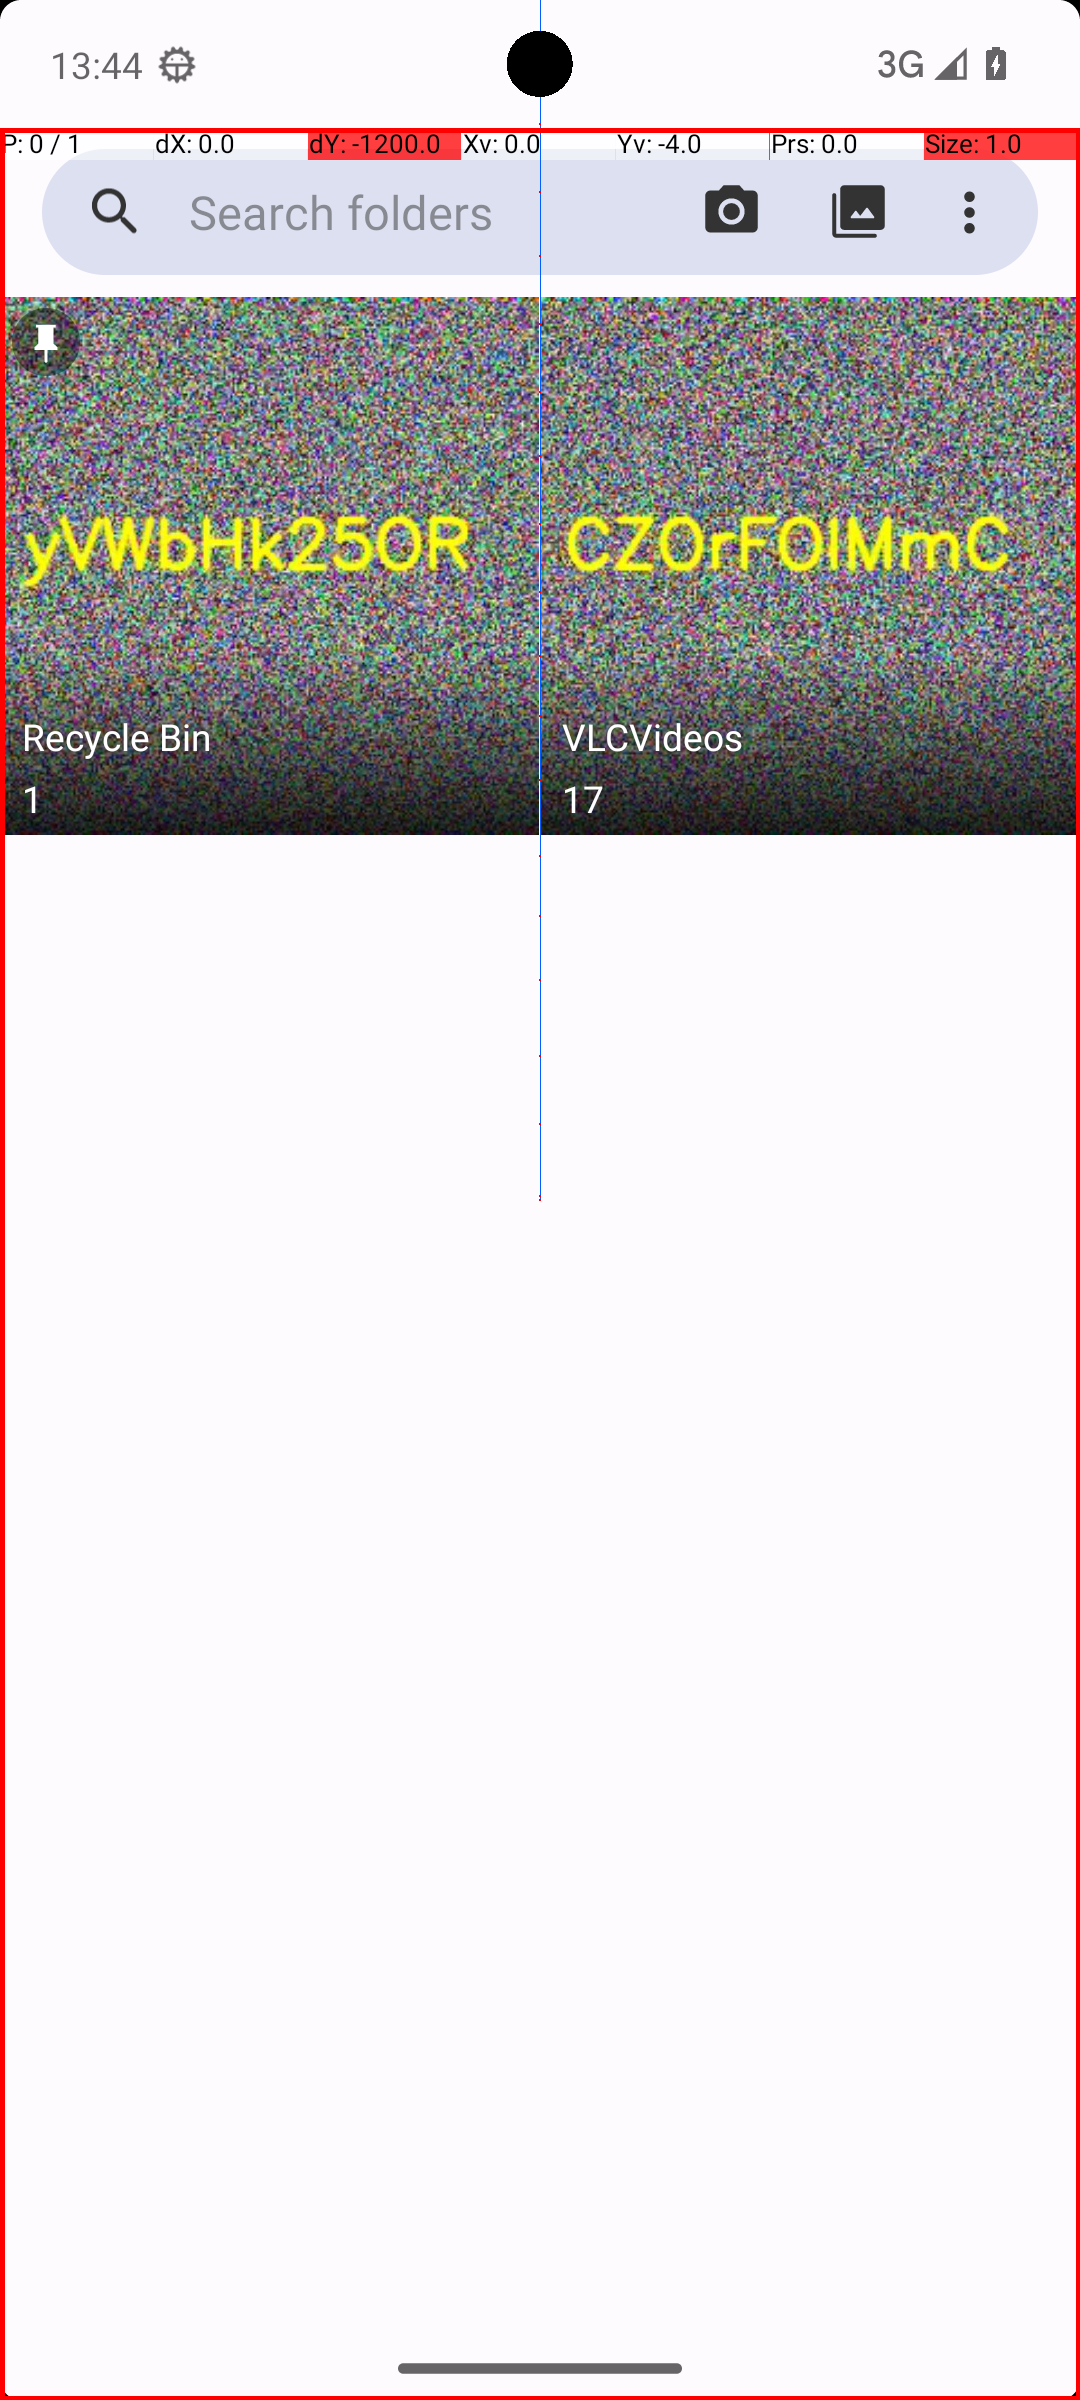 13:44
3G
P: 0 / 1 dX: 0.0 dY: -1200.0 Xv: 0.0 Yv: -4.0 Prs: 0.0 Size: 1.0
Search folders
yVWbHk25OR
CZOrFOIMmC
Recycle Bin
1
VLCVideos
17